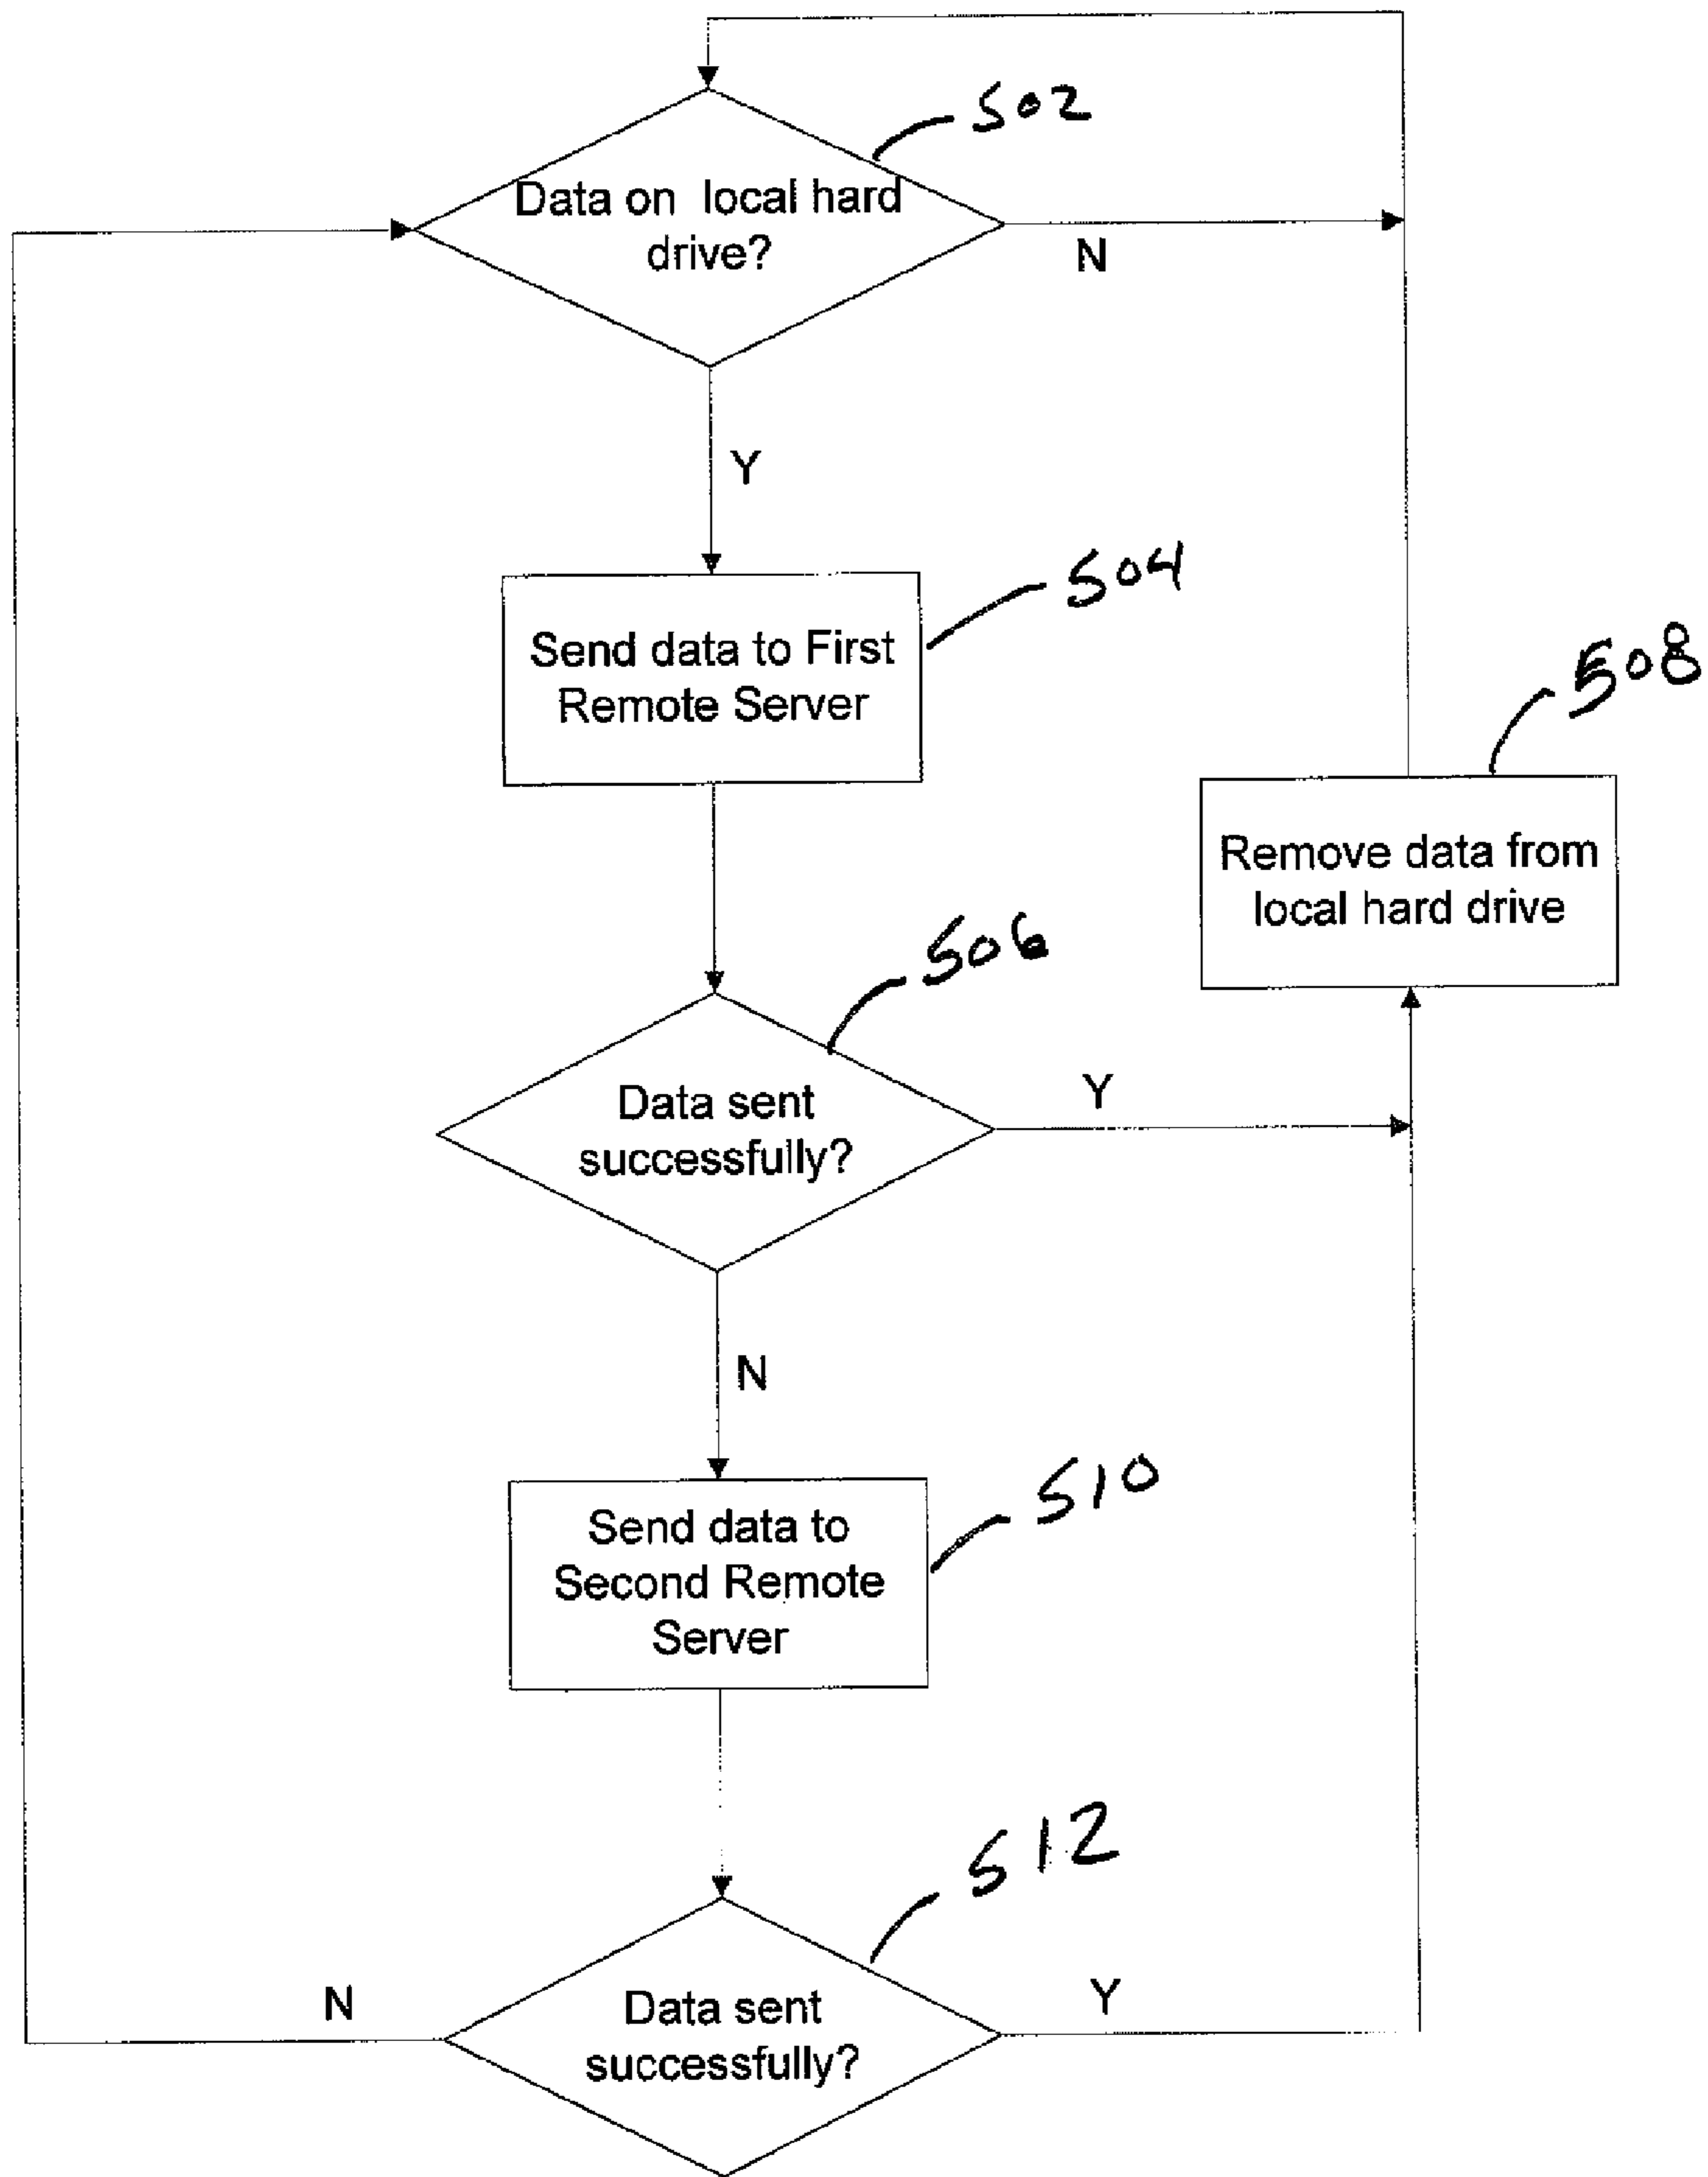 502
Data on local hard
drive?
N
Y
504
Send data to First
Remote Server
508
Remove data from
local hard drive
506
Data sent
successfully?
Y
N
510
Send data to
Second Remote
Server
512
N
Data sent
successfully?
Y